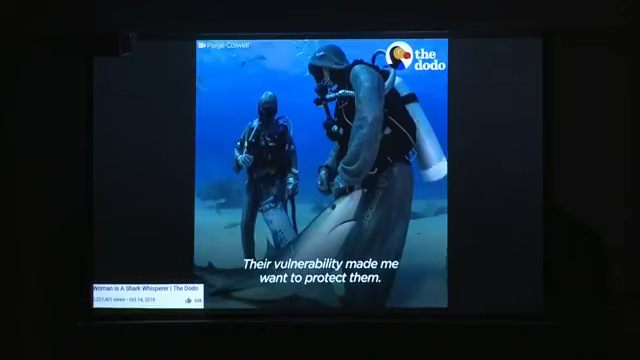 Paige Colwell
the
dodo
Their vulnerability made me
want to protect them.
Woman Is A Shark Whisperer | The Dodo